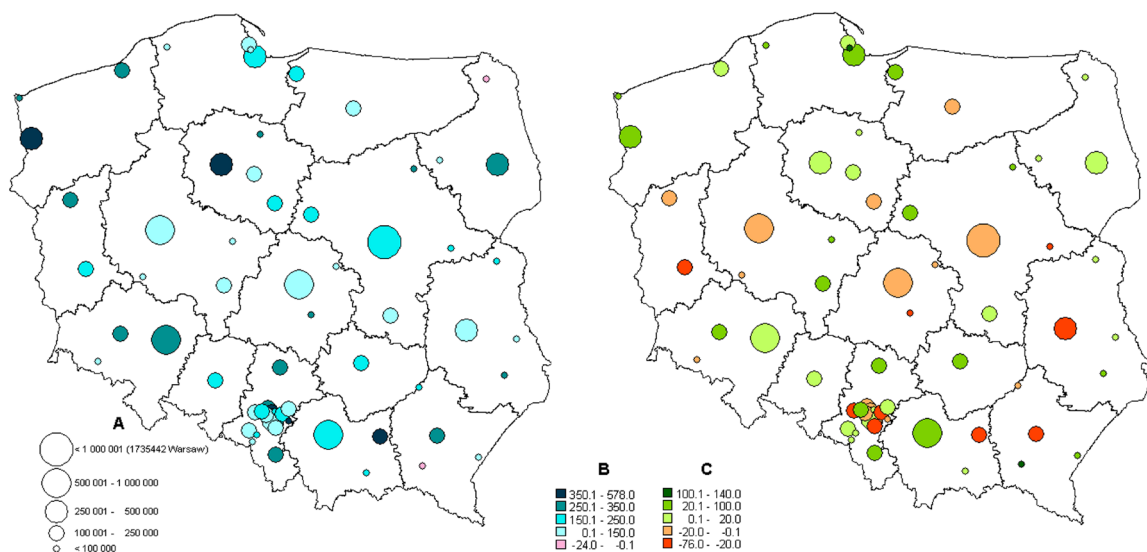 A
< 1 000 001 (1735442 Warsaw)
500 001 - 1 000 000
250 001 - 500 000
100 001 - 250 000
< 100 000
B
350.1 - 578.0
250.1 - 350.0
150.1 - 250.0
0.1 - 150.0
-24.0 - -0.1
C
100.1 - 140.0
20.1 - 100.0
0.1 - 20.0
-20.0 - -0.1
-76.0 - -20.0